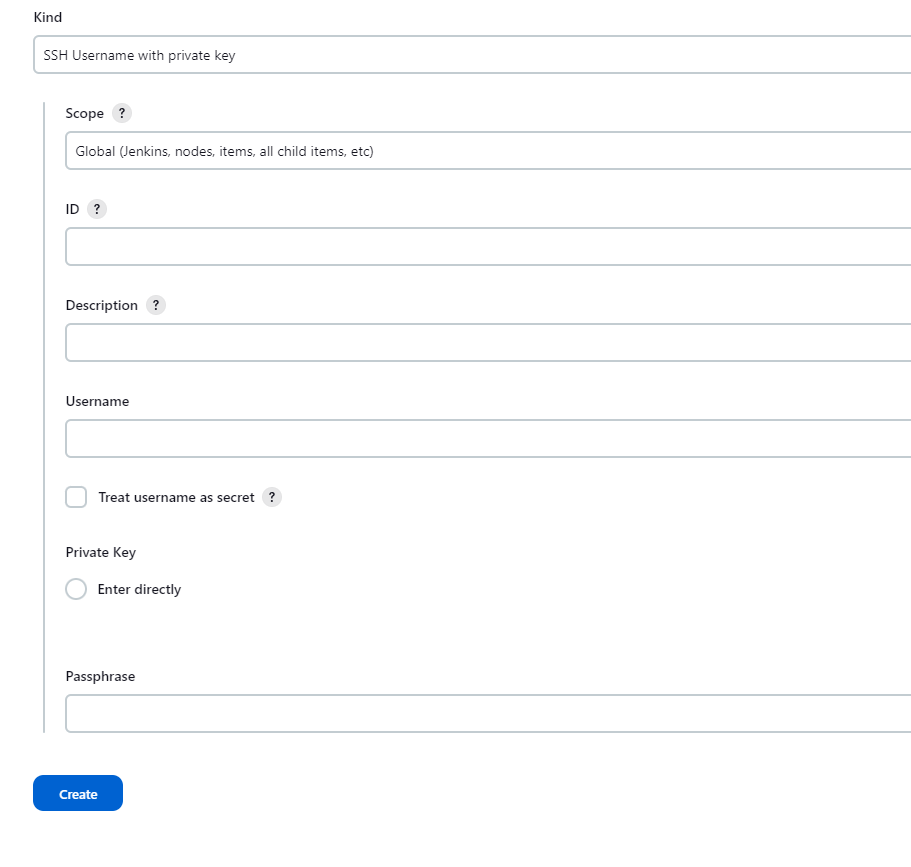 Kind
SSH Username with private key
Scope ?
Global (Jenkins, nodes, items, all child items, etc)
ID ?
Description ?
Username
Treat username as secret ?
Private Key
Enter directly
Passphrase
Create